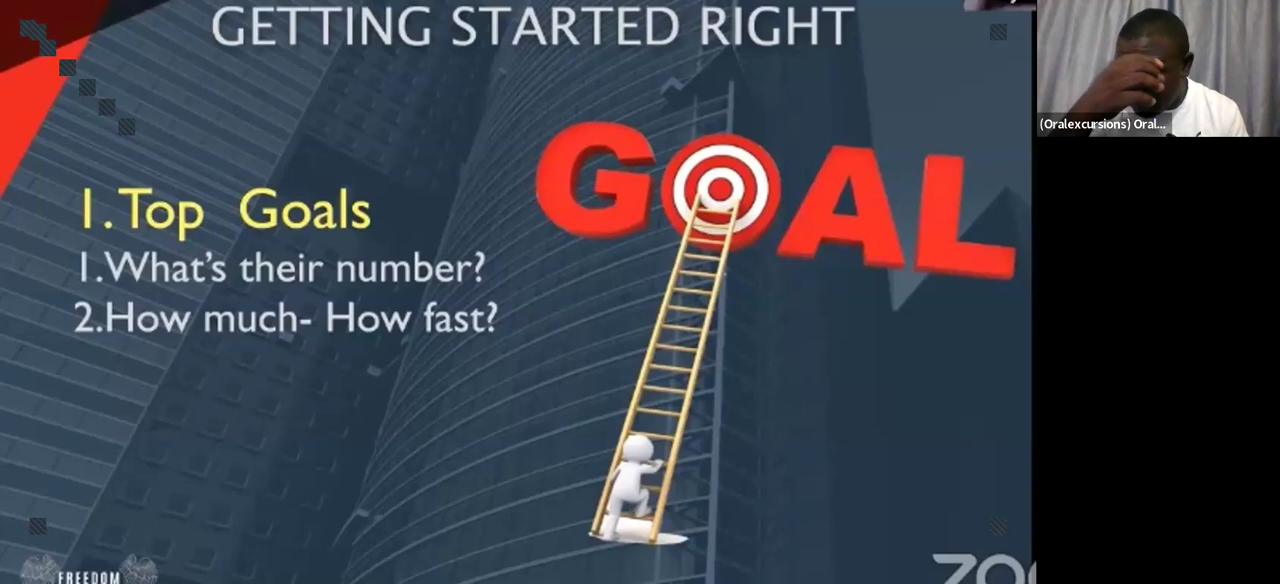 GETTING STARTED RIGHT
GOAL
1.Top Goals
1.What's their number?
2.How much- How fast?
(Oralexcursions) Oral...
FREEDOM